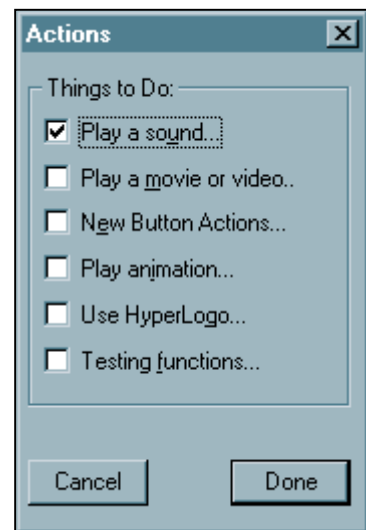 Actions
Things to Do:
Play a sound...
Play a movie or video..
New Button Actions...
Play animation...
Use HyperLogo...
Testing functions...
Cancel Done